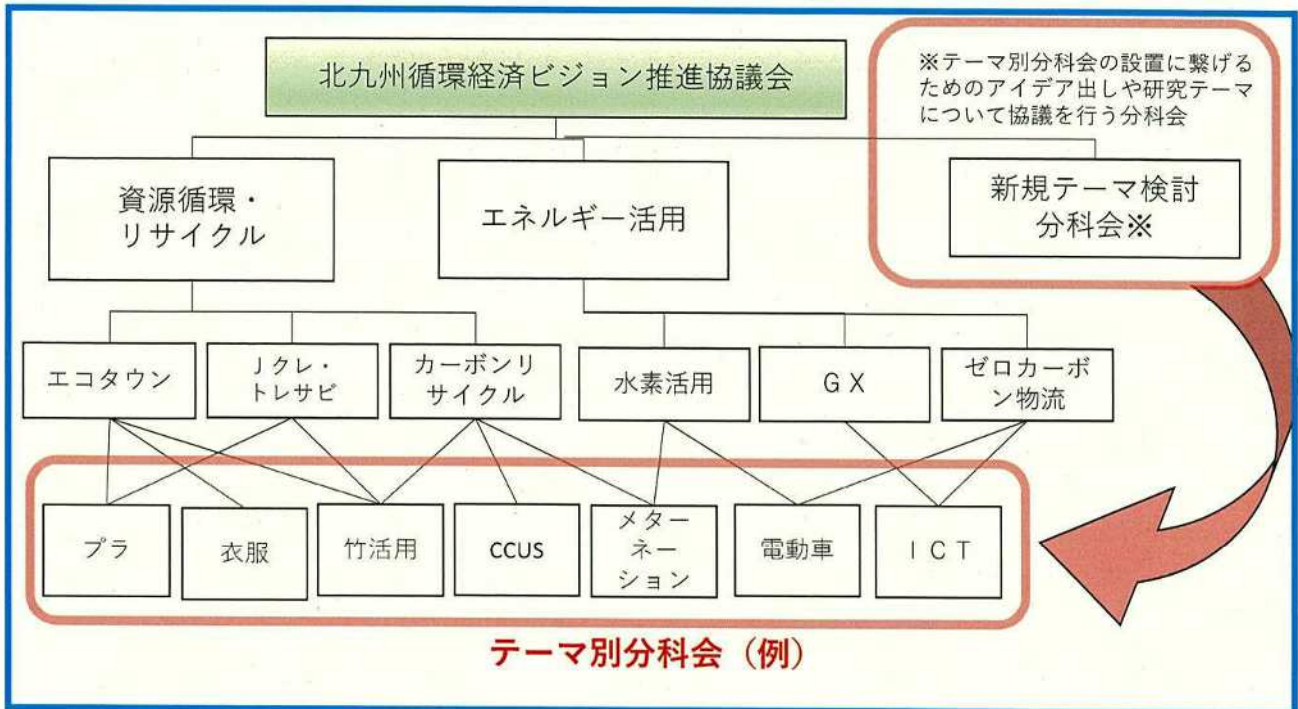 北九州循環経済ビジョン推進協議会
※テーマ別分科会の設置に繋げる
ためのアイデア出しや研究テーマ
について協議を行う分科会
資源循環・
リサイクル
エネルギー活用
新規テーマ検討
分科会※
エコタウン
Jクレ・
トレサビ
カーボンリ
サイクル
水素活用
GX
ゼロカーボ
ン物流
プラ
衣服
竹活用
CCUS
メター
ネー
ション
電動車
ICT
テーマ別分科会（例）